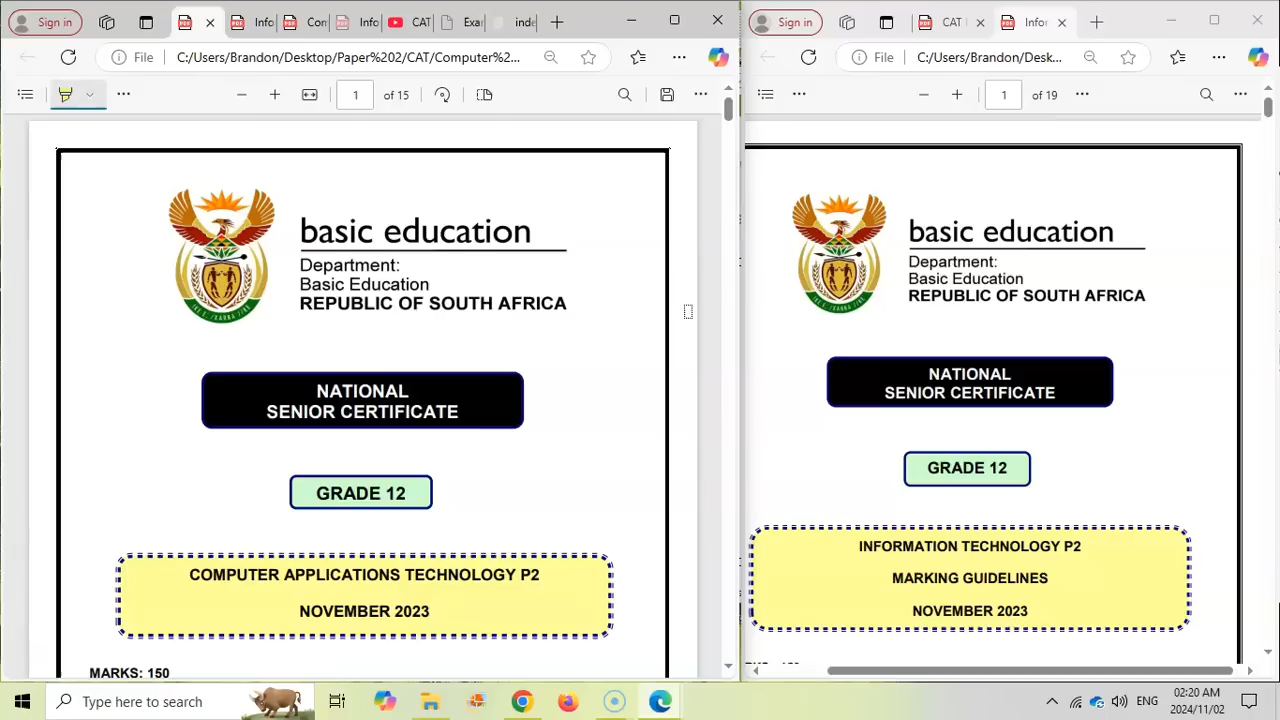 Sign in
Info
Con
Info
CAT
Exa
inde
File
C:/Users/Brandon/Desktop/Paper%202/CAT/Computer%2...
1
of 15
basic education
Department:
Basic Education
REPUBLIC OF SOUTH AFRICA
NATIONAL
SENIOR CERTIFICATE
GRADE 12
COMPUTER APPLICATIONS TECHNOLOGY P2
NOVEMBER 2023
MARKS: 150
Sign in
CAT
Infor
File
C:/Users/Brandon/Desk...
1
of 19
basic education
Department:
Basic Education
REPUBLIC OF SOUTH AFRICA
NATIONAL
SENIOR CERTIFICATE
GRADE 12
INFORMATION TECHNOLOGY P2
MARKING GUIDELINES
NOVEMBER 2023
Type here to search
ENG
02:20 AM
2024/11/02